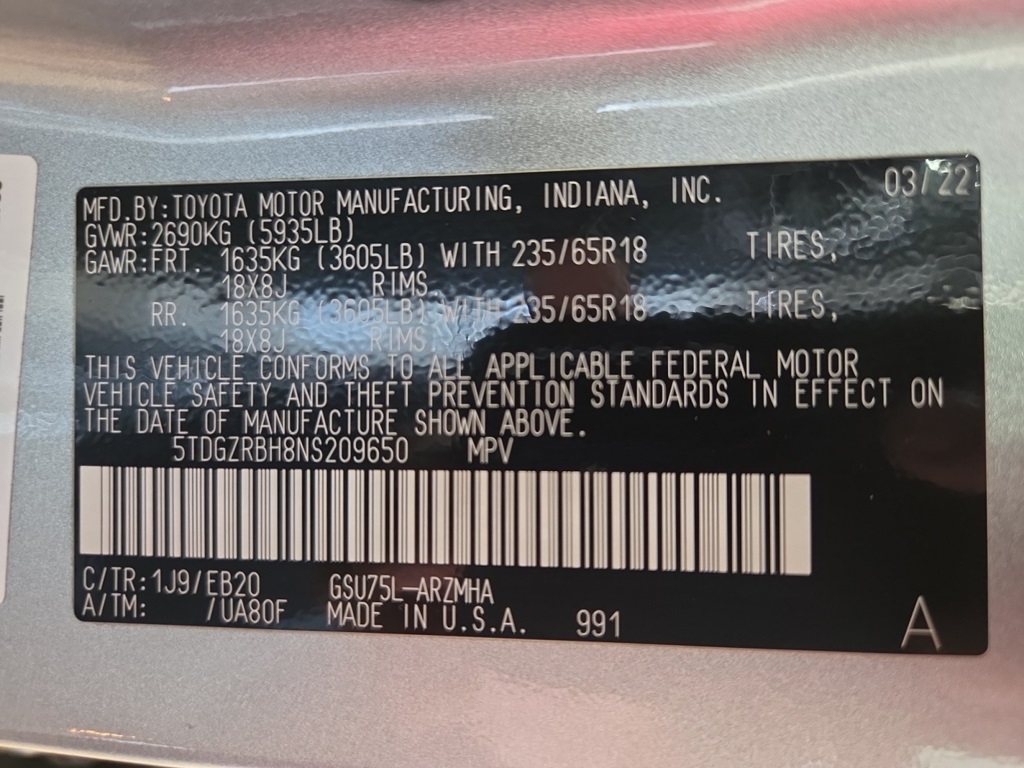 MFD.BY:TOYOTA MOTOR MANUFACTURING, INDIANA, INC. 03/22
GVWR:2690KG (5935LB)
GAWR:FRT. 1635KG (3605LB) WITH 235/65R18 TIRES,
18X8J RIMS
RR. 1635KG (3605LB) WITH 235/65R18 TIRES,
18X8J RIMS
THIS VEHICLE CONFORMS TO ALL APPLICABLE FEDERAL MOTOR
VEHICLE SAFETY AND THEFT PREVENTION STANDARDS IN EFFECT ON
THE DATE OF MANUFACTURE SHOWN ABOVE.
5TDGZRBH8NS209650 MPV
C/TR:1J9/EB20 GSU75L-ARZMHA
A/TM: /UA80F MADE IN U.S.A. 991 A